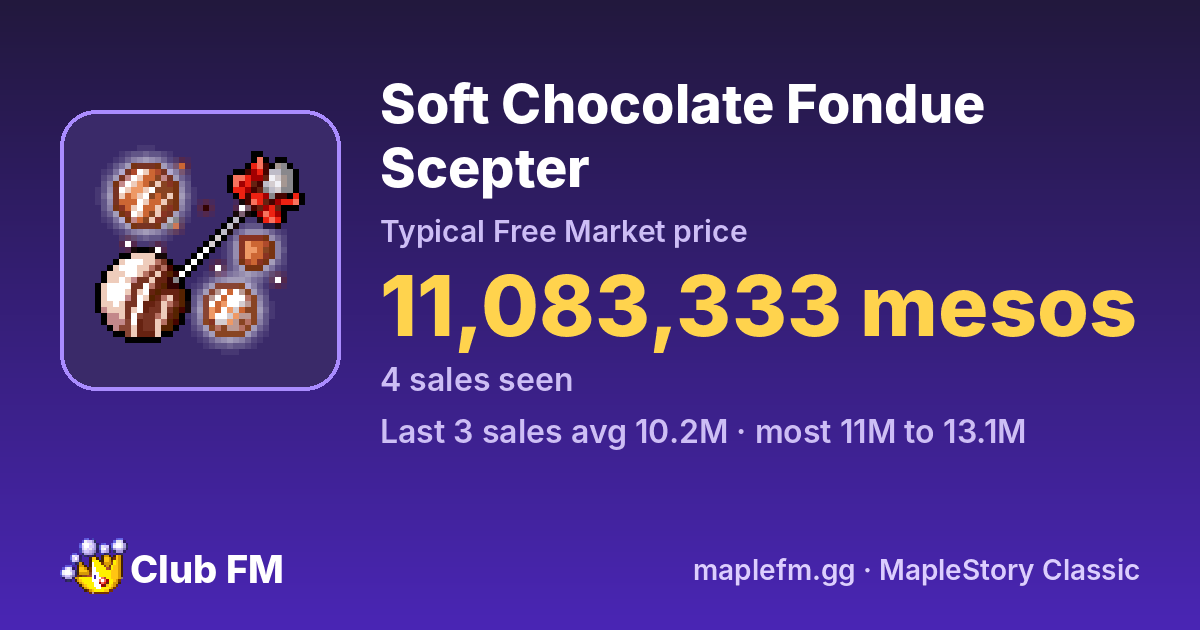 Soft Chocolate Fondue
Scepter
Typical Free Market price
11,083,333 mesos
4 sales seen
Last 3 sales avg 10.2M · most 11M to 13.1M
Club FM
maplefm.gg · MapleStory Classic